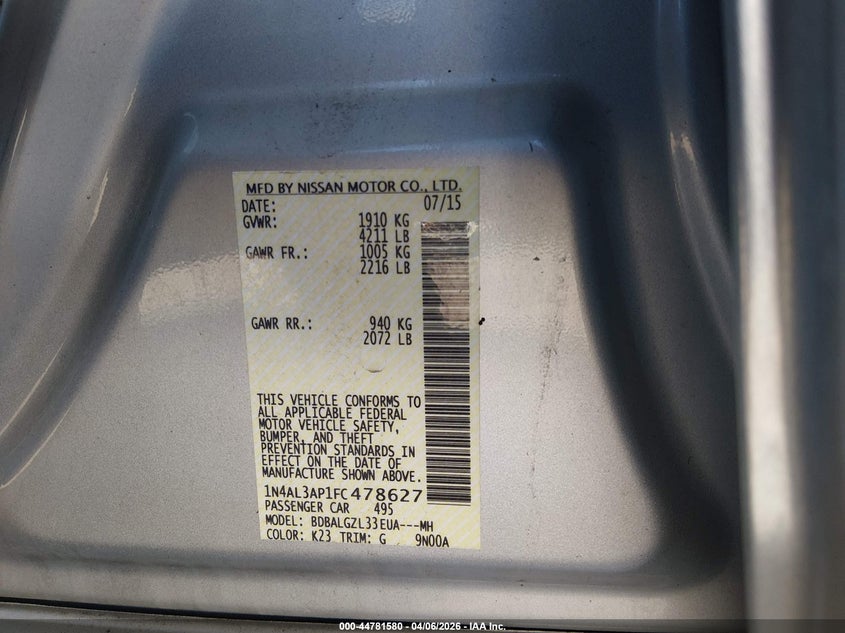 MFD BY NISSAN MOTOR CO., LTD.
DATE: 07/15
GVWR: 1910 KG
4211 LB
GAWR FR.: 1005 KG
2216 LB
GAWR RR.: 940 KG
2072 LB
THIS VEHICLE CONFORMS TO
ALL APPLICABLE FEDERAL
MOTOR VEHICLE SAFETY,
BUMPER, AND THEFT
PREVENTION STANDARDS IN
EFFECT ON THE DATE OF
MANUFACTURE SHOWN ABOVE.
1N4AL3AP1FC478627
PASSENGER CAR 495
MODEL: BDBALGZL33EUA---MH
COLOR: K23 TRIM: G 9N00A
000-44781580 - 04/06/2026 - IAA Inc.